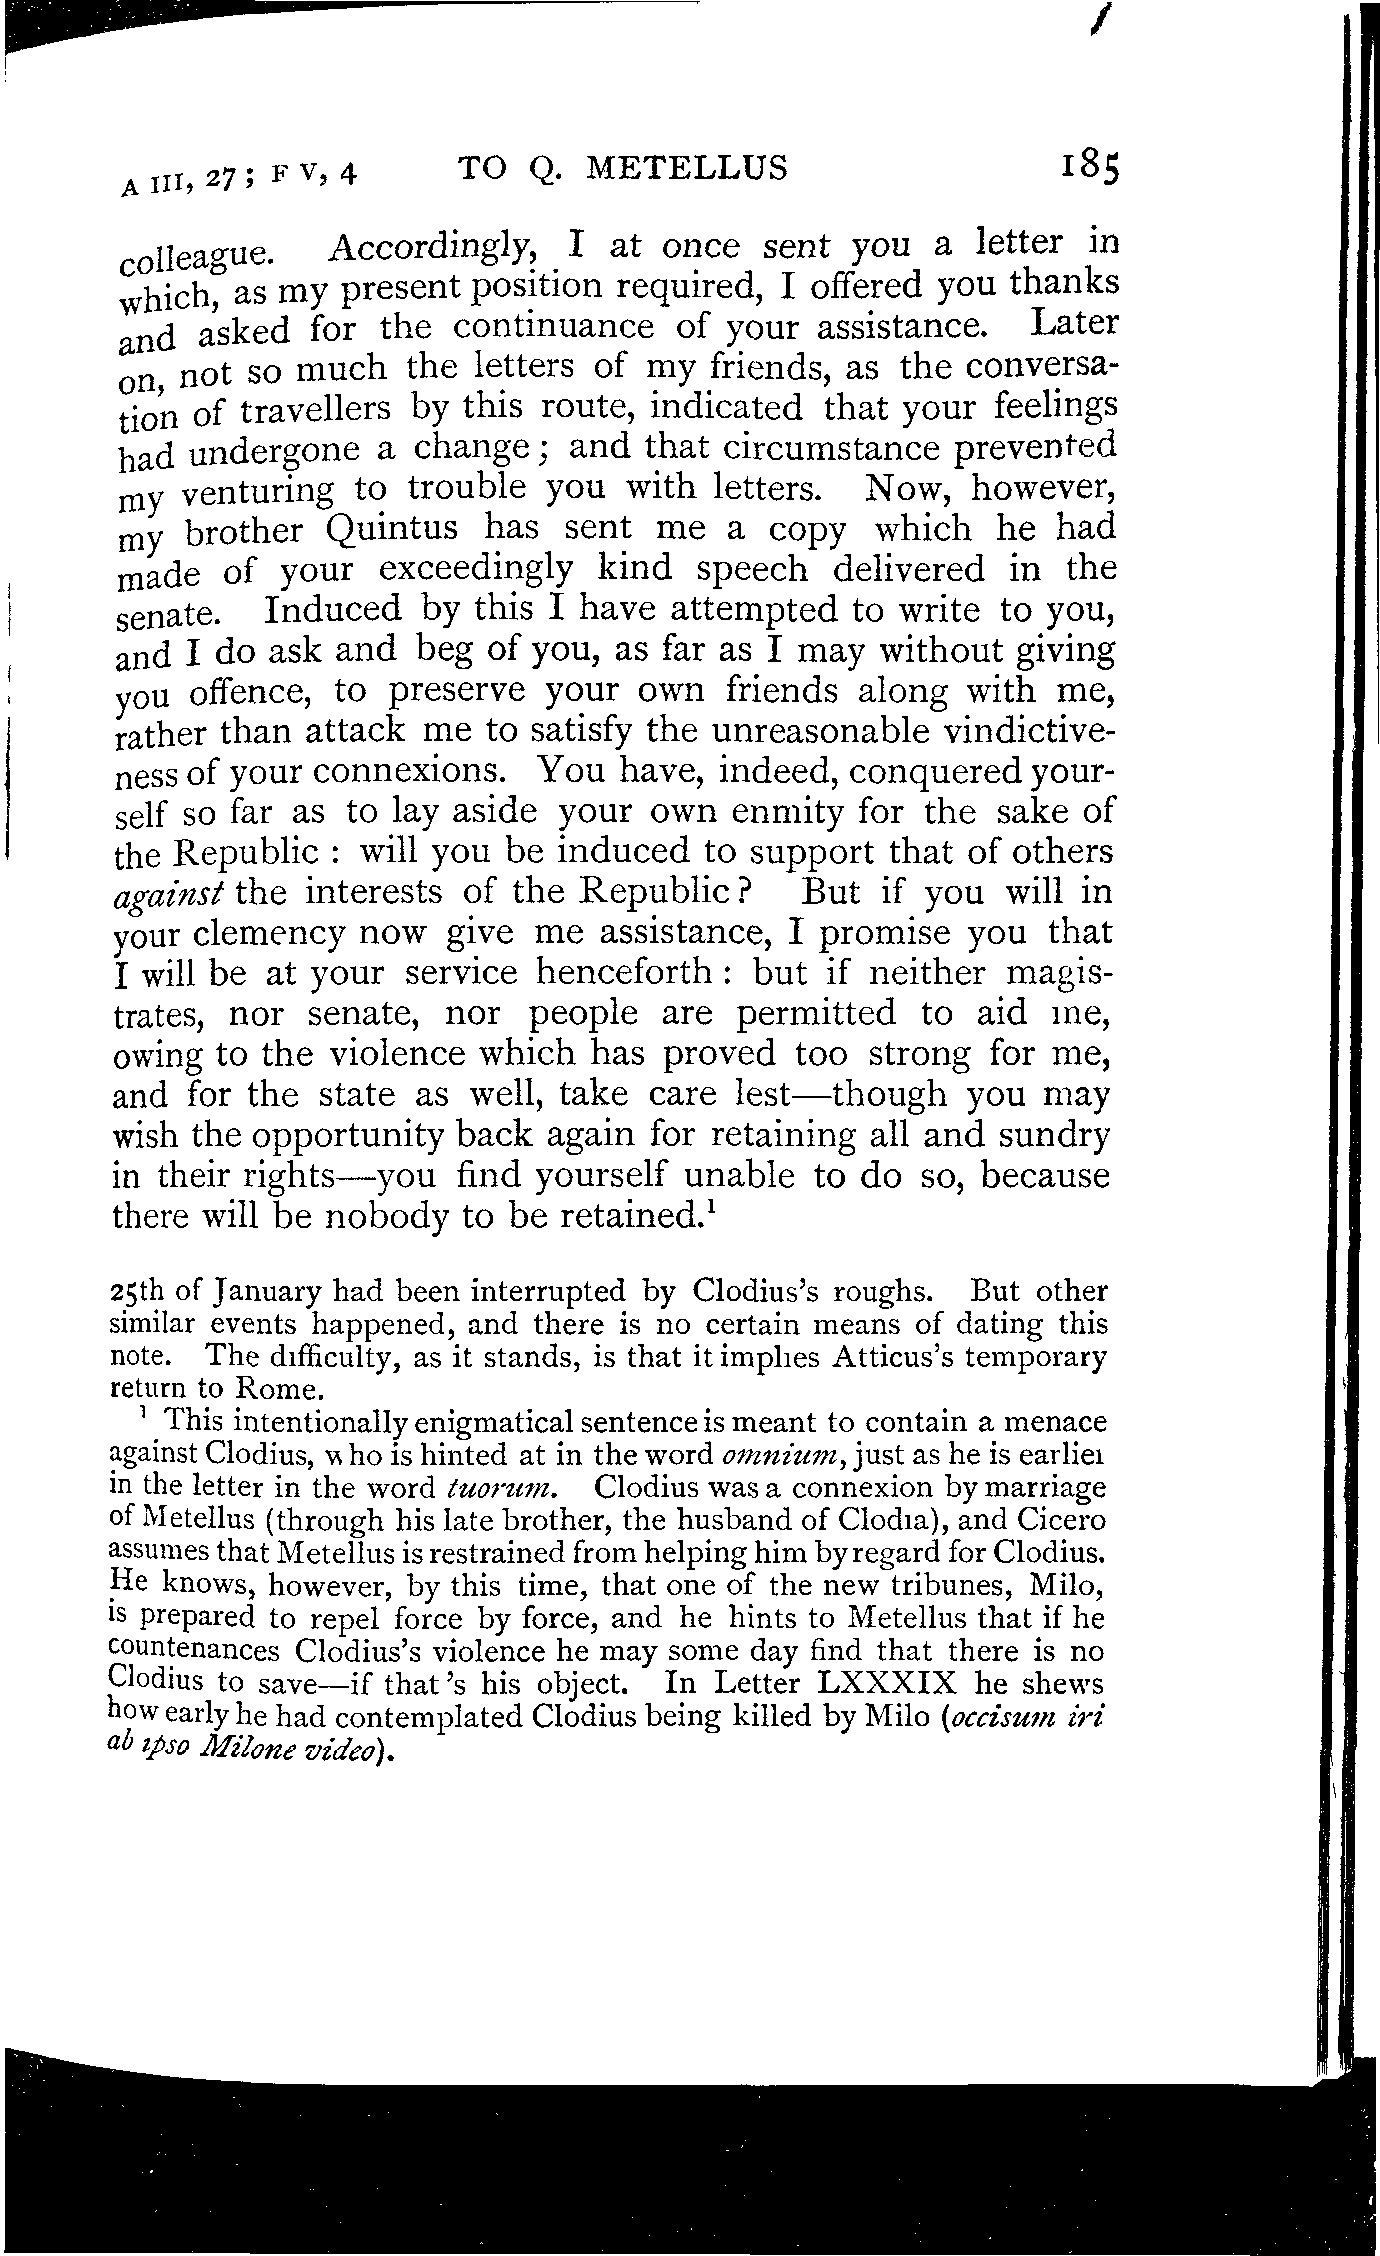 A III, 27; F V, 4 TO Q. METELLUS 185
colleague. Accordingly, I at once sent you a letter in
which, as my present position required, I offered you thanks
and asked for the continuance of your assistance. Later
on, not so much the letters of my friends, as the conversa-
tion of travellers by this route, indicated that your feelings
had undergone a change; and that circumstance prevented
my venturing to trouble you with letters. Now, however,
my brother Quintus has sent me a copy which he had
made of your exceedingly kind speech delivered in the
senate. Induced by this I have attempted to write to you,
and I do ask and beg of you, as far as I may without giving
you offence, to preserve your own friends along with me,
rather than attack me to satisfy the unreasonable vindictive-
ness of your connexions. You have, indeed, conquered your-
self so far as to lay aside your own enmity for the sake of
the Republic : will you be induced to support that of others
against the interests of the Republic? But if you will in
your clemency now give me assistance, I promise you that
I will be at your service henceforth : but if neither magis-
trates, nor senate, nor people are permitted to aid me,
owing to the violence which has proved too strong for me,
and for the state as well, take care lest—though you may
wish the opportunity back again for retaining all and sundry
in their rights—you find yourself unable to do so, because
there will be nobody to be retained.¹
25th of January had been interrupted by Clodius's roughs. But other
similar events happened, and there is no certain means of dating this
note. The difficulty, as it stands, is that it implies Atticus's temporary
return to Rome.
¹ This intentionally enigmatical sentence is meant to contain a menace
against Clodius, who is hinted at in the word omnium, just as he is earlier
in the letter in the word tuorum. Clodius was a connexion by marriage
of Metellus (through his late brother, the husband of Clodia), and Cicero
assumes that Metellus is restrained from helping him by regard for Clodius.
He knows, however, by this time, that one of the new tribunes, Milo,
is prepared to repel force by force, and he hints to Metellus that if he
countenances Clodius's violence he may some day find that there is no
Clodius to save—if that's his object. In Letter LXXXIX he shews
how early he had contemplated Clodius being killed by Milo (occisum iri
ab ipso Milone video).